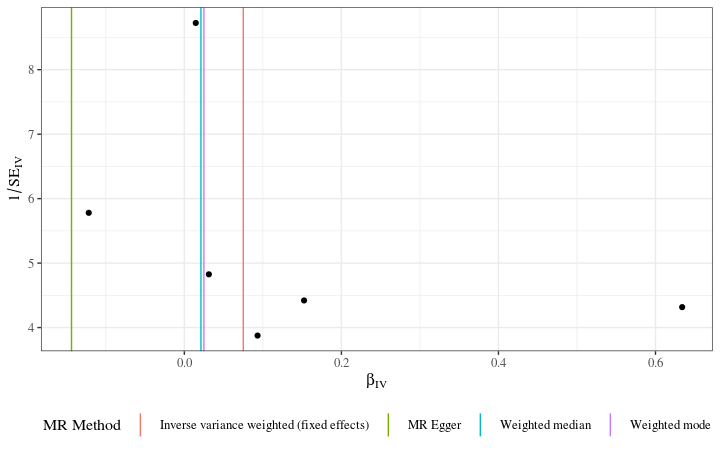 8
7
6
5
4
1/SE_IV
0.0 0.2 0.4 0.6
β_IV
MR Method Inverse variance weighted (fixed effects) MR Egger Weighted median Weighted mode